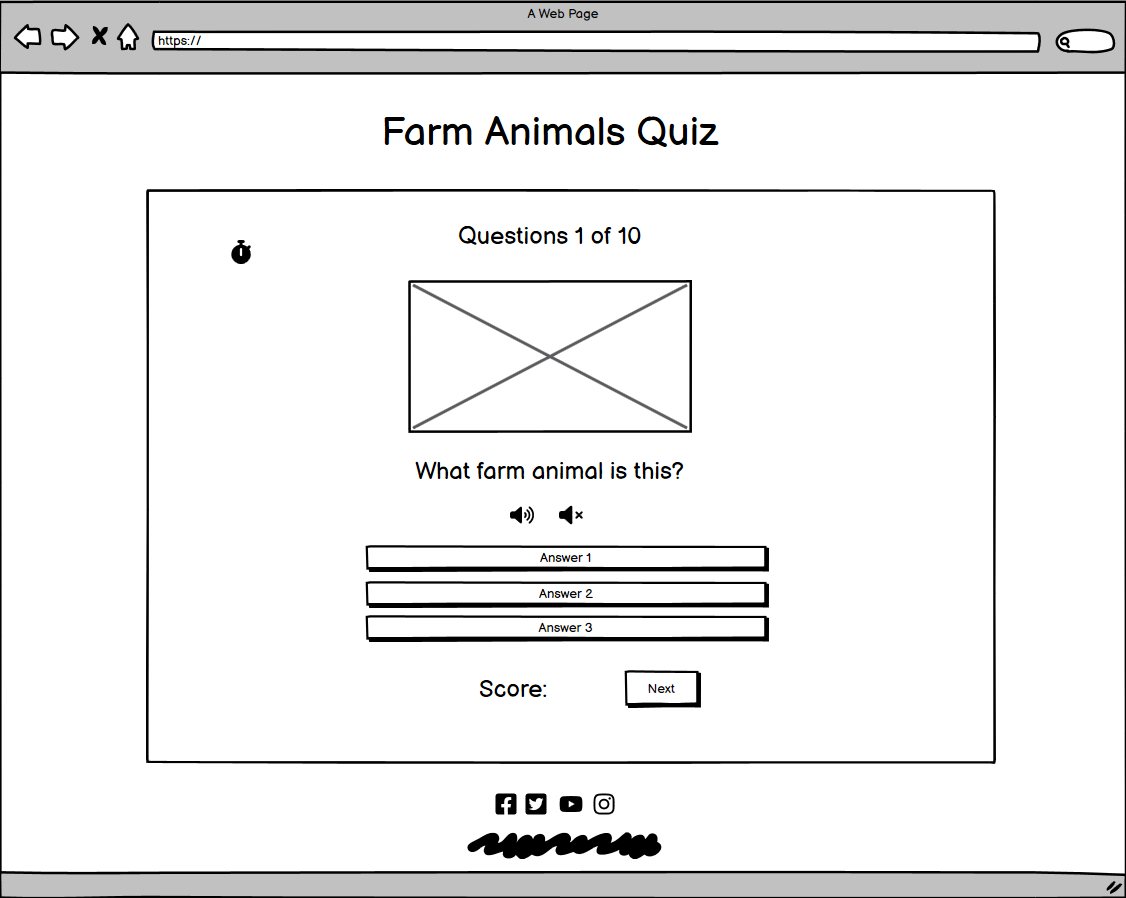 A Web Page
https://
Farm Animals Quiz
Questions 1 of 10
What farm animal is this?
Answer 1
Answer 2
Answer 3
Score:
Next